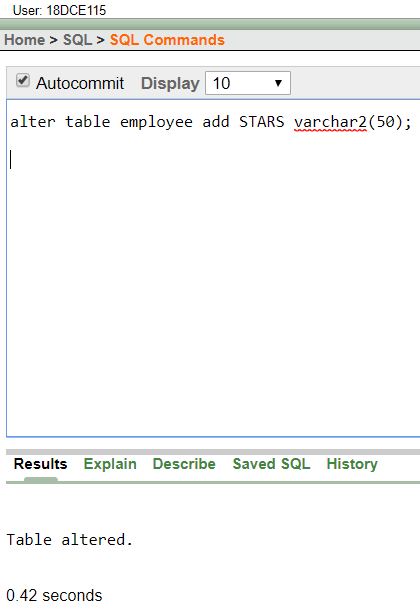 User: 18DCE115
Home > SQL > SQL Commands
Autocommit Display 10
alter table employee add STARS varchar2(50);
Results Explain Describe Saved SQL History
Table altered.
0.42 seconds